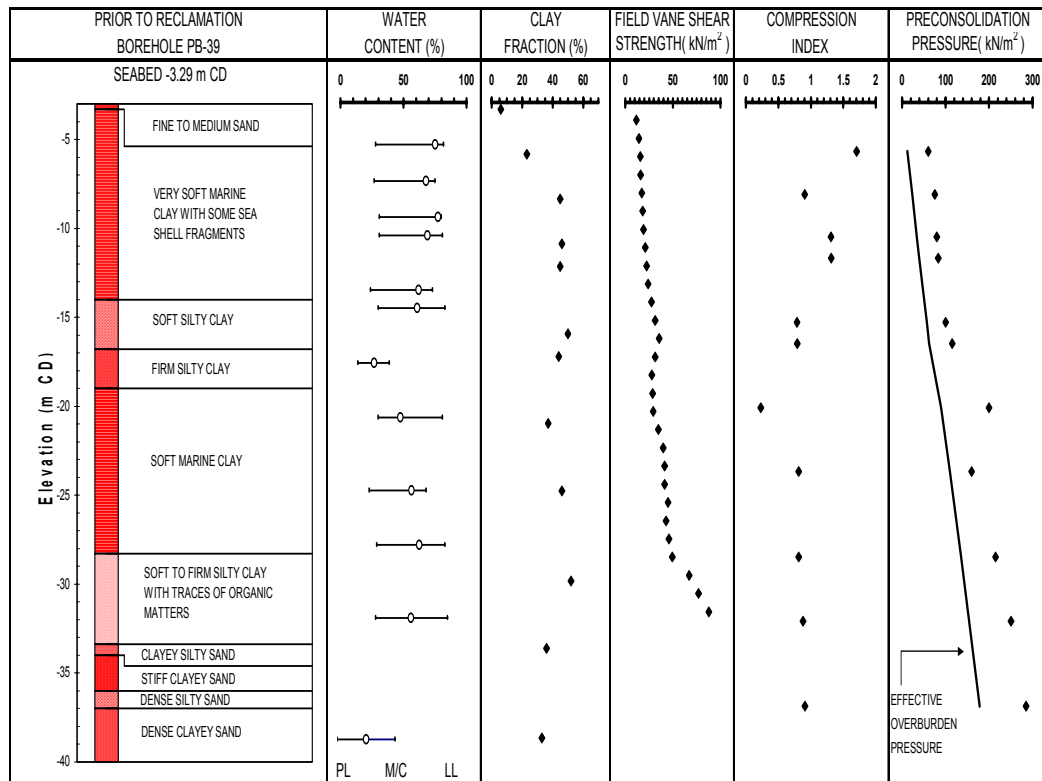 PRIOR TO RECLAMATION
BOREHOLE PB-39
WATER
CONTENT (%)
CLAY
FRACTION (%)
FIELD VANE SHEAR
STRENGTH( kN/m²)
COMPRESSION
INDEX
PRECONSOLIDATION
PRESSURE( kN/m²)
SEABED -3.29 m CD
0 50 100
0 20 40 60
0 50 100
0 0.5 1 1.5 2
0 100 200 300
Elevation (m CD)
-5
-10
-15
-20
-25
-30
-35
-40
FINE TO MEDIUM SAND
VERY SOFT MARINE
CLAY WITH SOME SEA
SHELL FRAGMENTS
SOFT SILTY CLAY
FIRM SILTY CLAY
SOFT MARINE CLAY
SOFT TO FIRM SILTY CLAY
WITH TRACES OF ORGANIC
MATTERS
CLAYEY SILTY SAND
STIFF CLAYEY SAND
DENSE SILTY SAND
DENSE CLAYEY SAND
PL M/C LL
EFFECTIVE
OVERBURDEN
PRESSURE